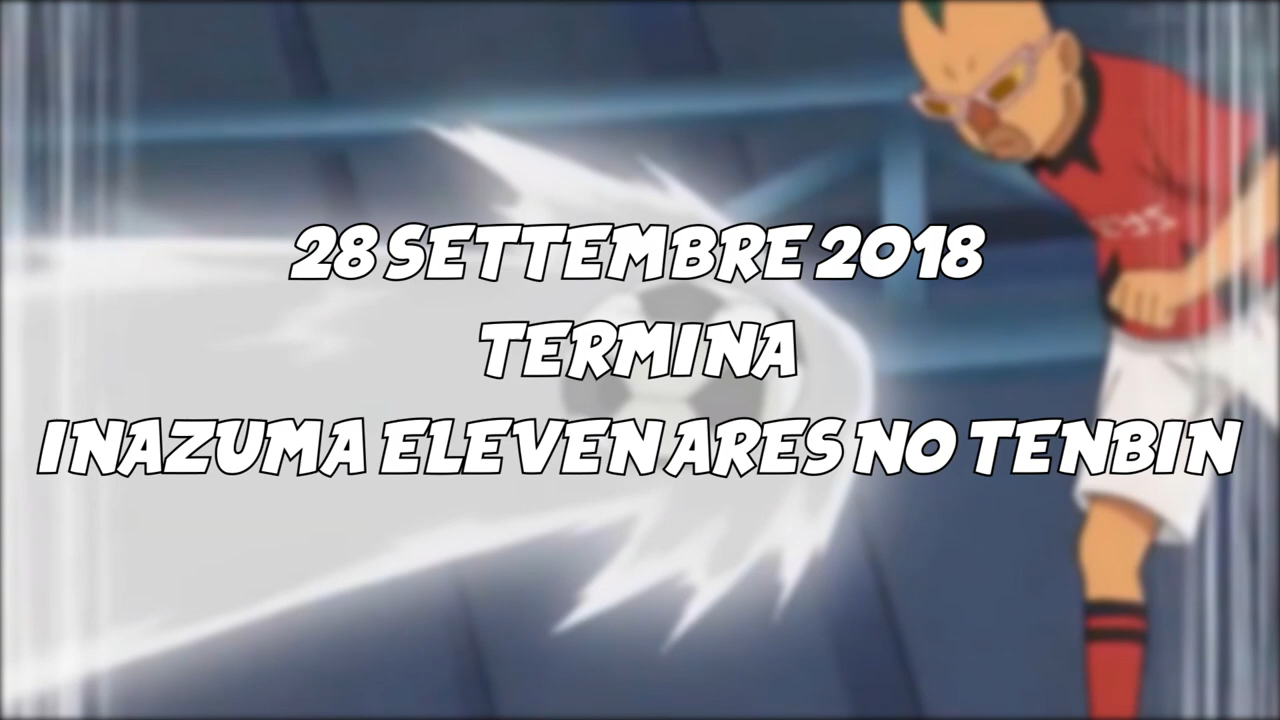 28 SETTEMBRE 2018
TERMINA
INAZUMA ELEVEN ARES NO TENBIN